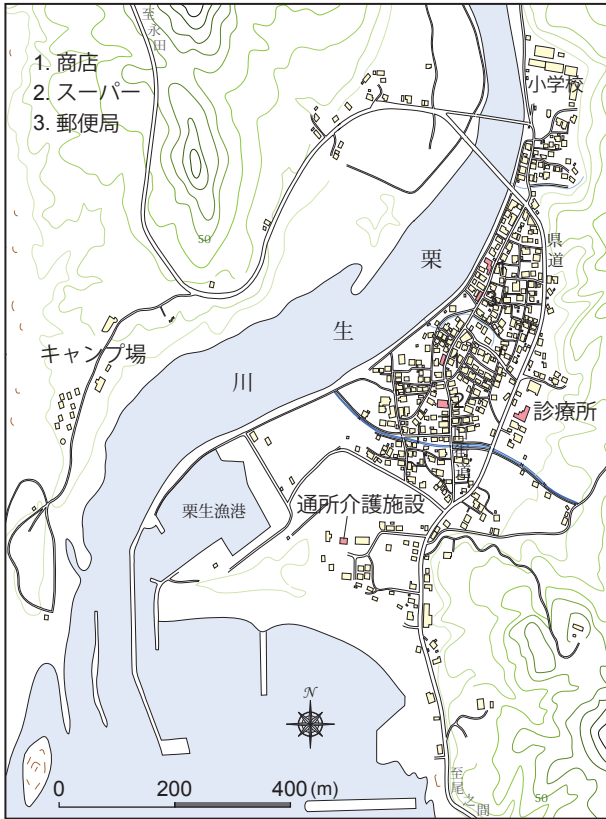 至永田
1. 商店
2. スーパー
3. 郵便局
小学校
50
県道
栗生川
キャンプ場
診療所
栗生漁港
通所介護施設
N
0 200 400 (m)
至尾之間
50